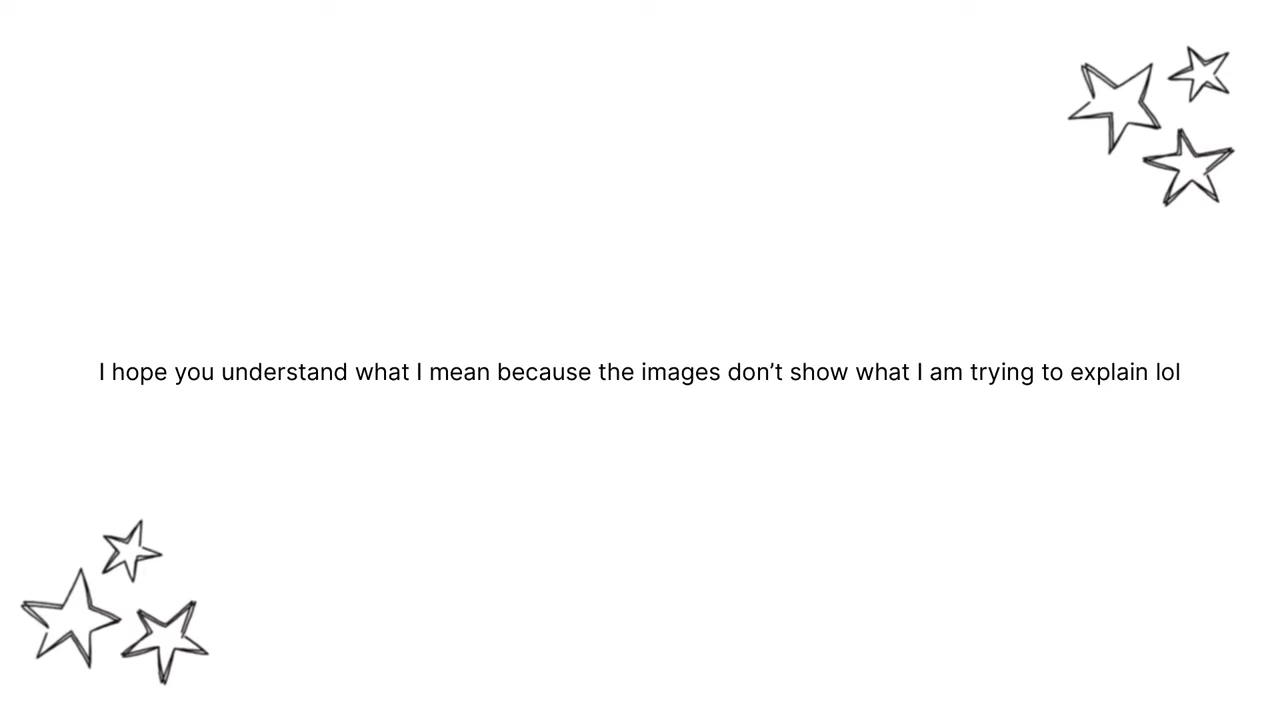 I hope you understand what I mean because the images don’t show what I am trying to explain lol